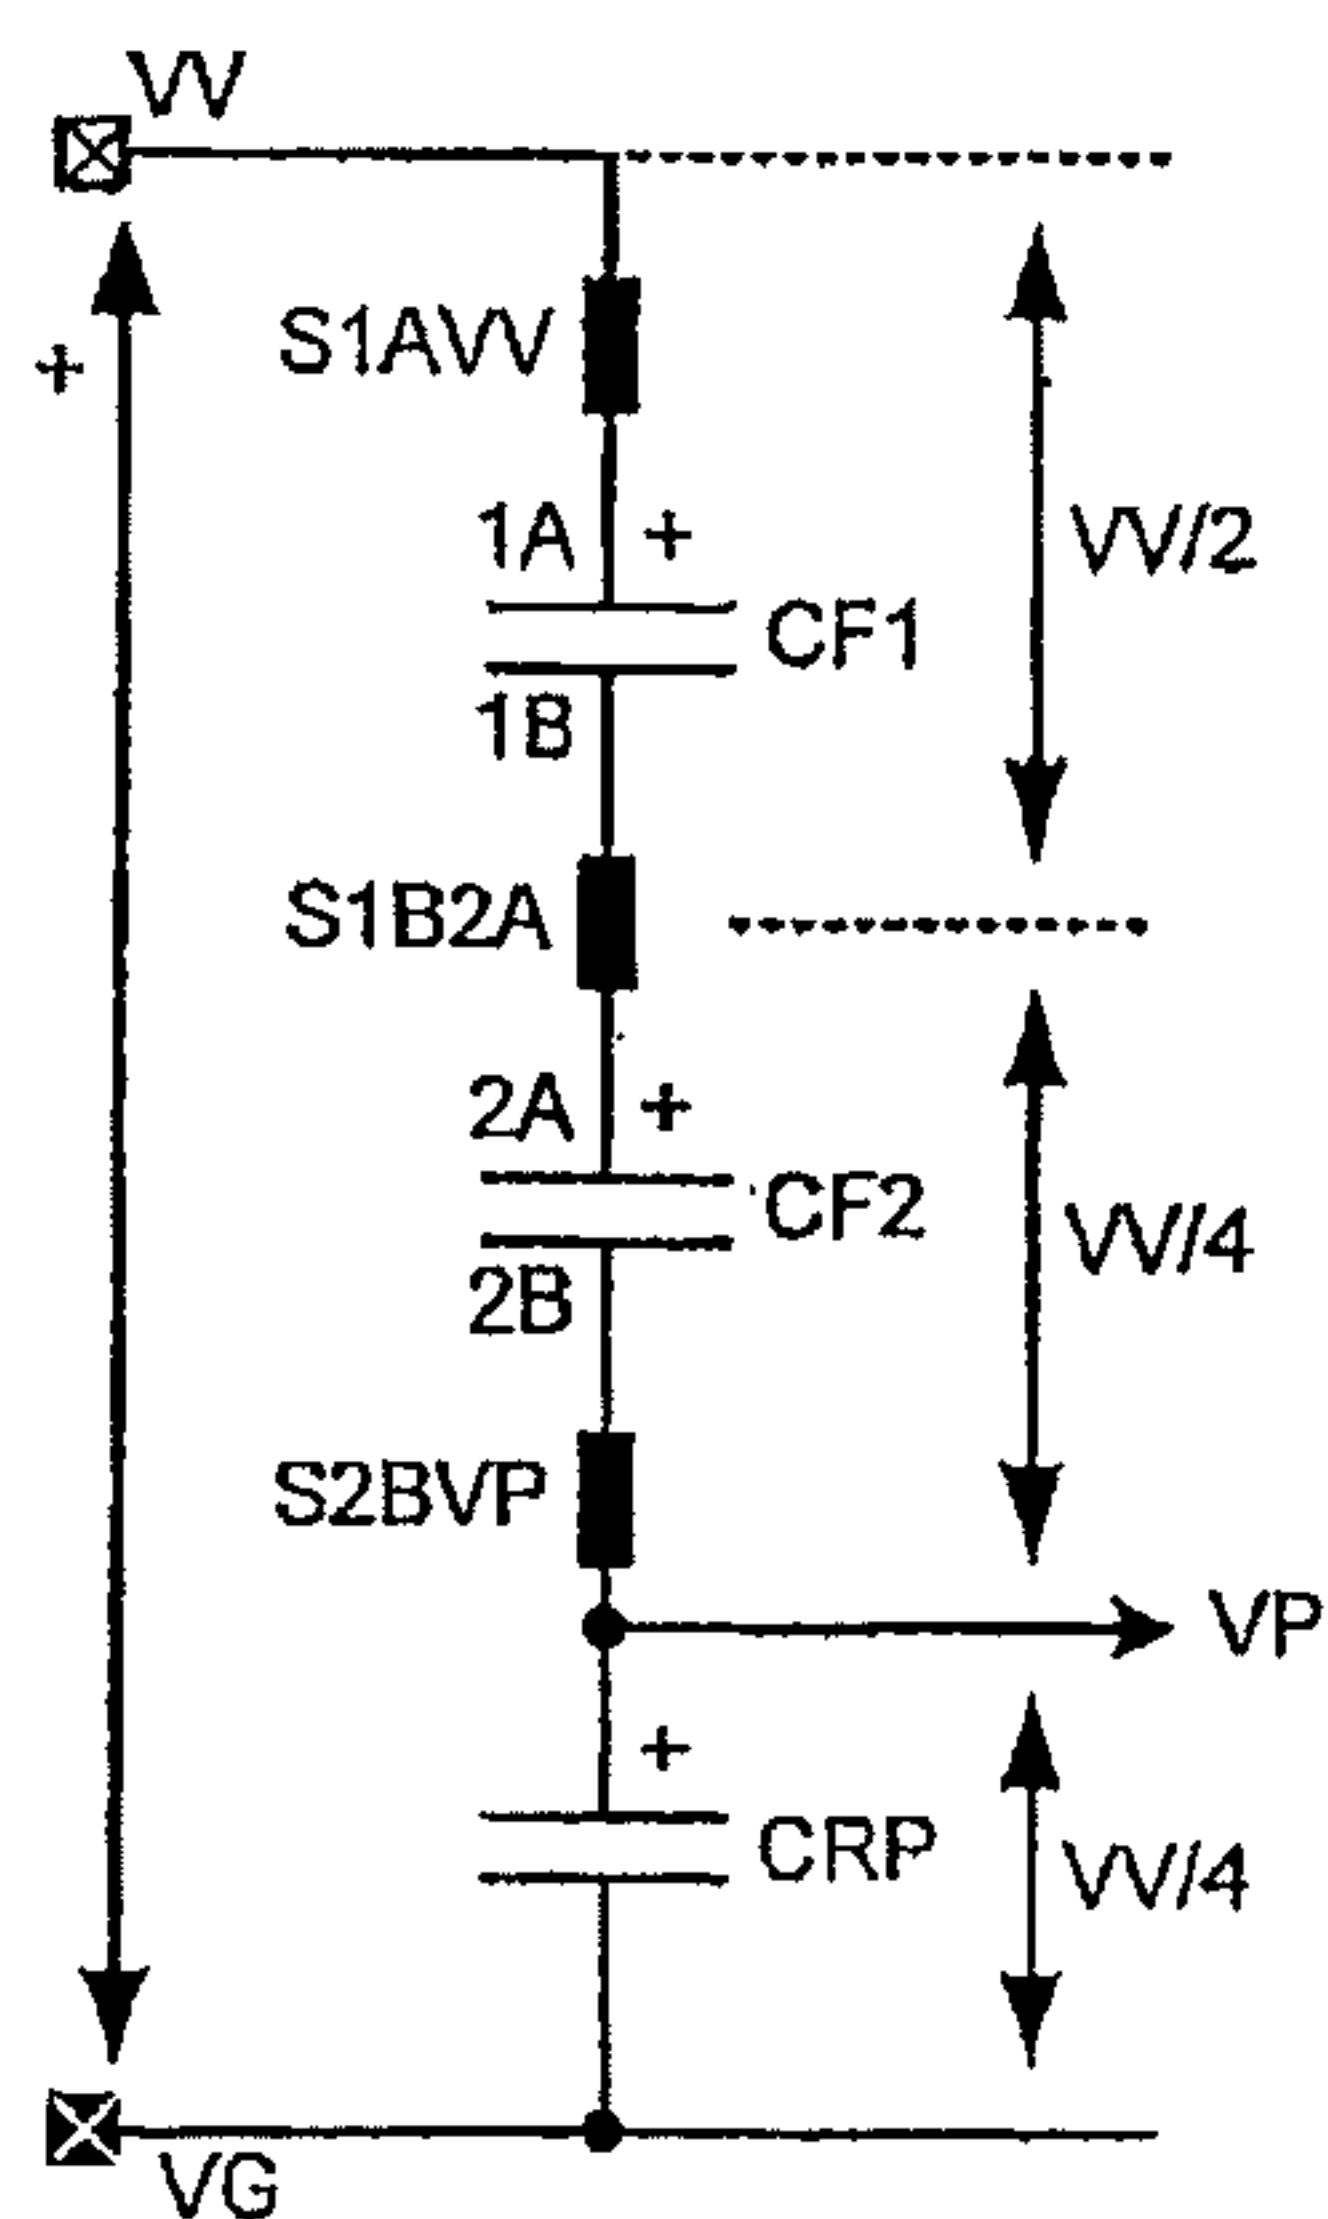 VV
+
S1AVV
1A +
CF1
1B
VV/2
S1B2A
2A +
CF2
2B
VV/4
S2BVP
VP
+
CRP
VV/4
VG